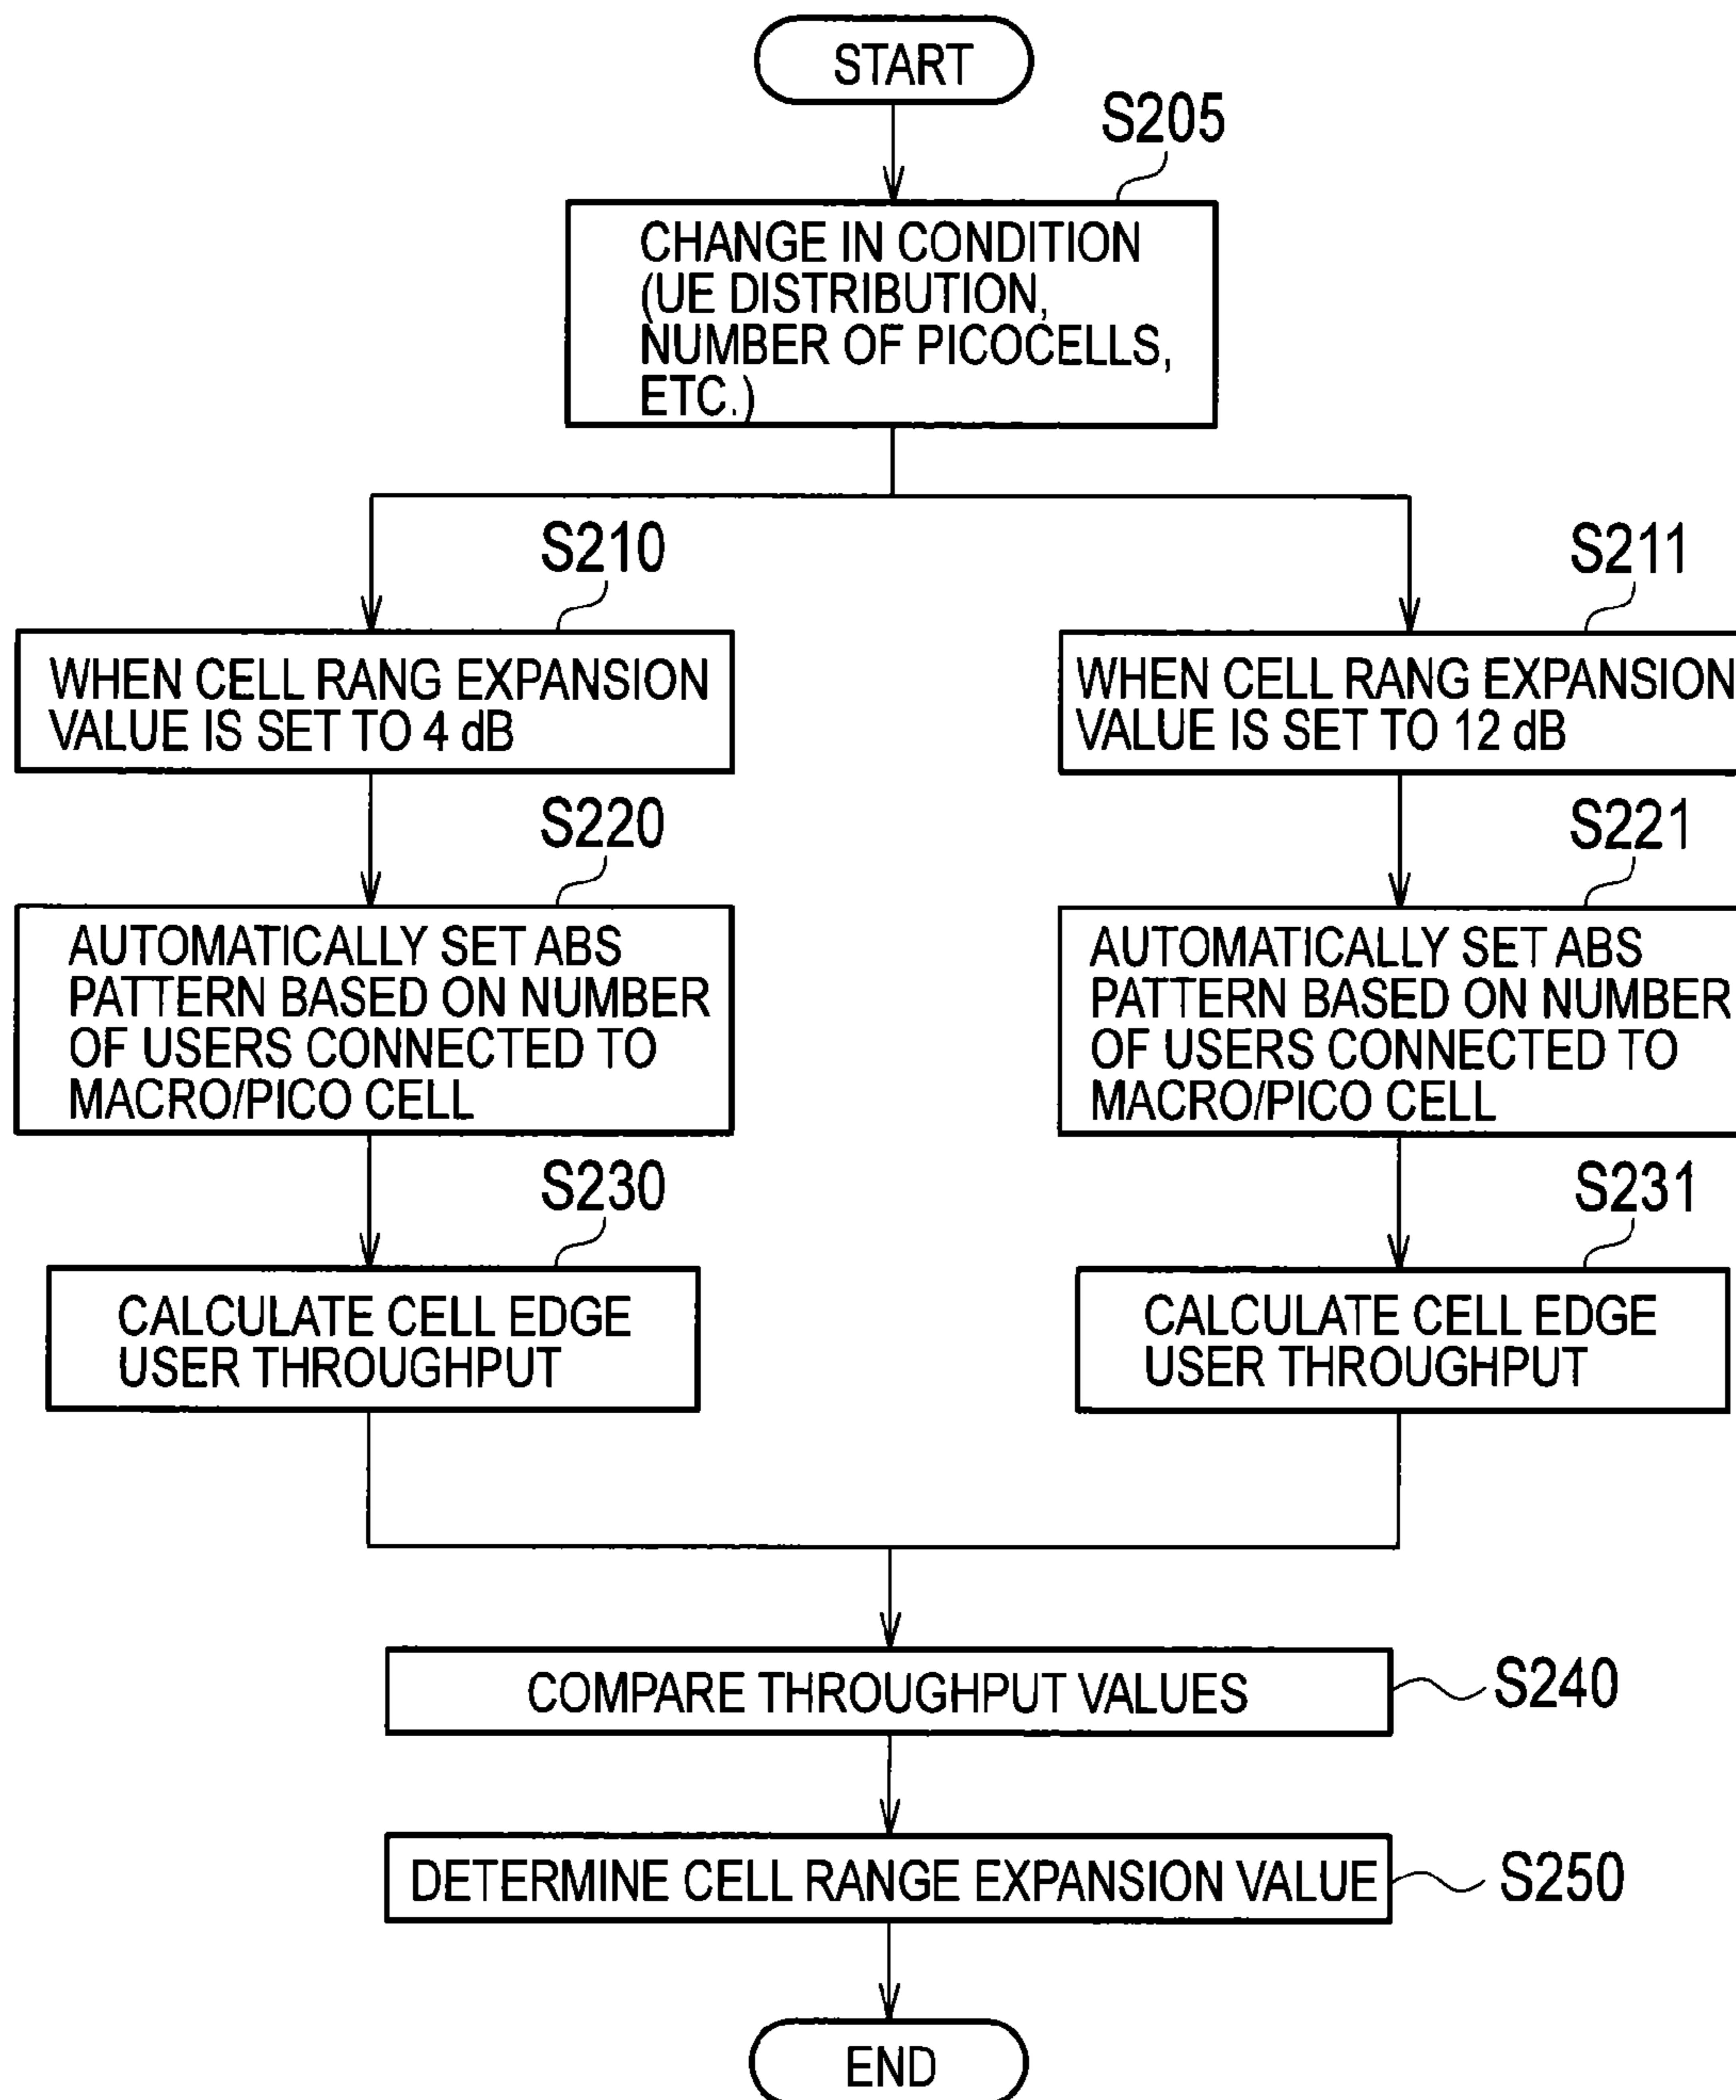 START
S205
CHANGE IN CONDITION
(UE DISTRIBUTION,
NUMBER OF PICOCELLS,
ETC.)
S210
WHEN CELL RANG EXPANSION
VALUE IS SET TO 4 dB
S211
WHEN CELL RANG EXPANSION
VALUE IS SET TO 12 dB
S220
AUTOMATICALLY SET ABS
PATTERN BASED ON NUMBER
OF USERS CONNECTED TO
MACRO/PICO CELL
S221
AUTOMATICALLY SET ABS
PATTERN BASED ON NUMBER
OF USERS CONNECTED TO
MACRO/PICO CELL
S230
CALCULATE CELL EDGE
USER THROUGHPUT
S231
CALCULATE CELL EDGE
USER THROUGHPUT
COMPARE THROUGHPUT VALUES
S240
DETERMINE CELL RANGE EXPANSION VALUE
S250
END